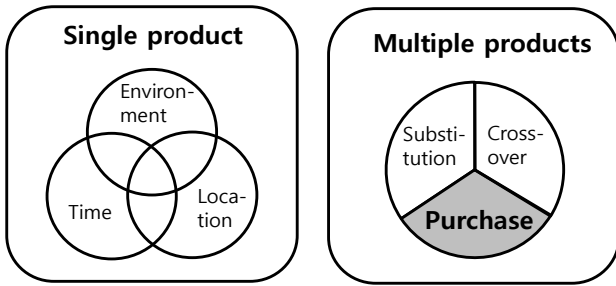 Single product
Environ-
ment
Time
Loca-
tion
Multiple products
Substi-
tution
Cross-
over
Purchase